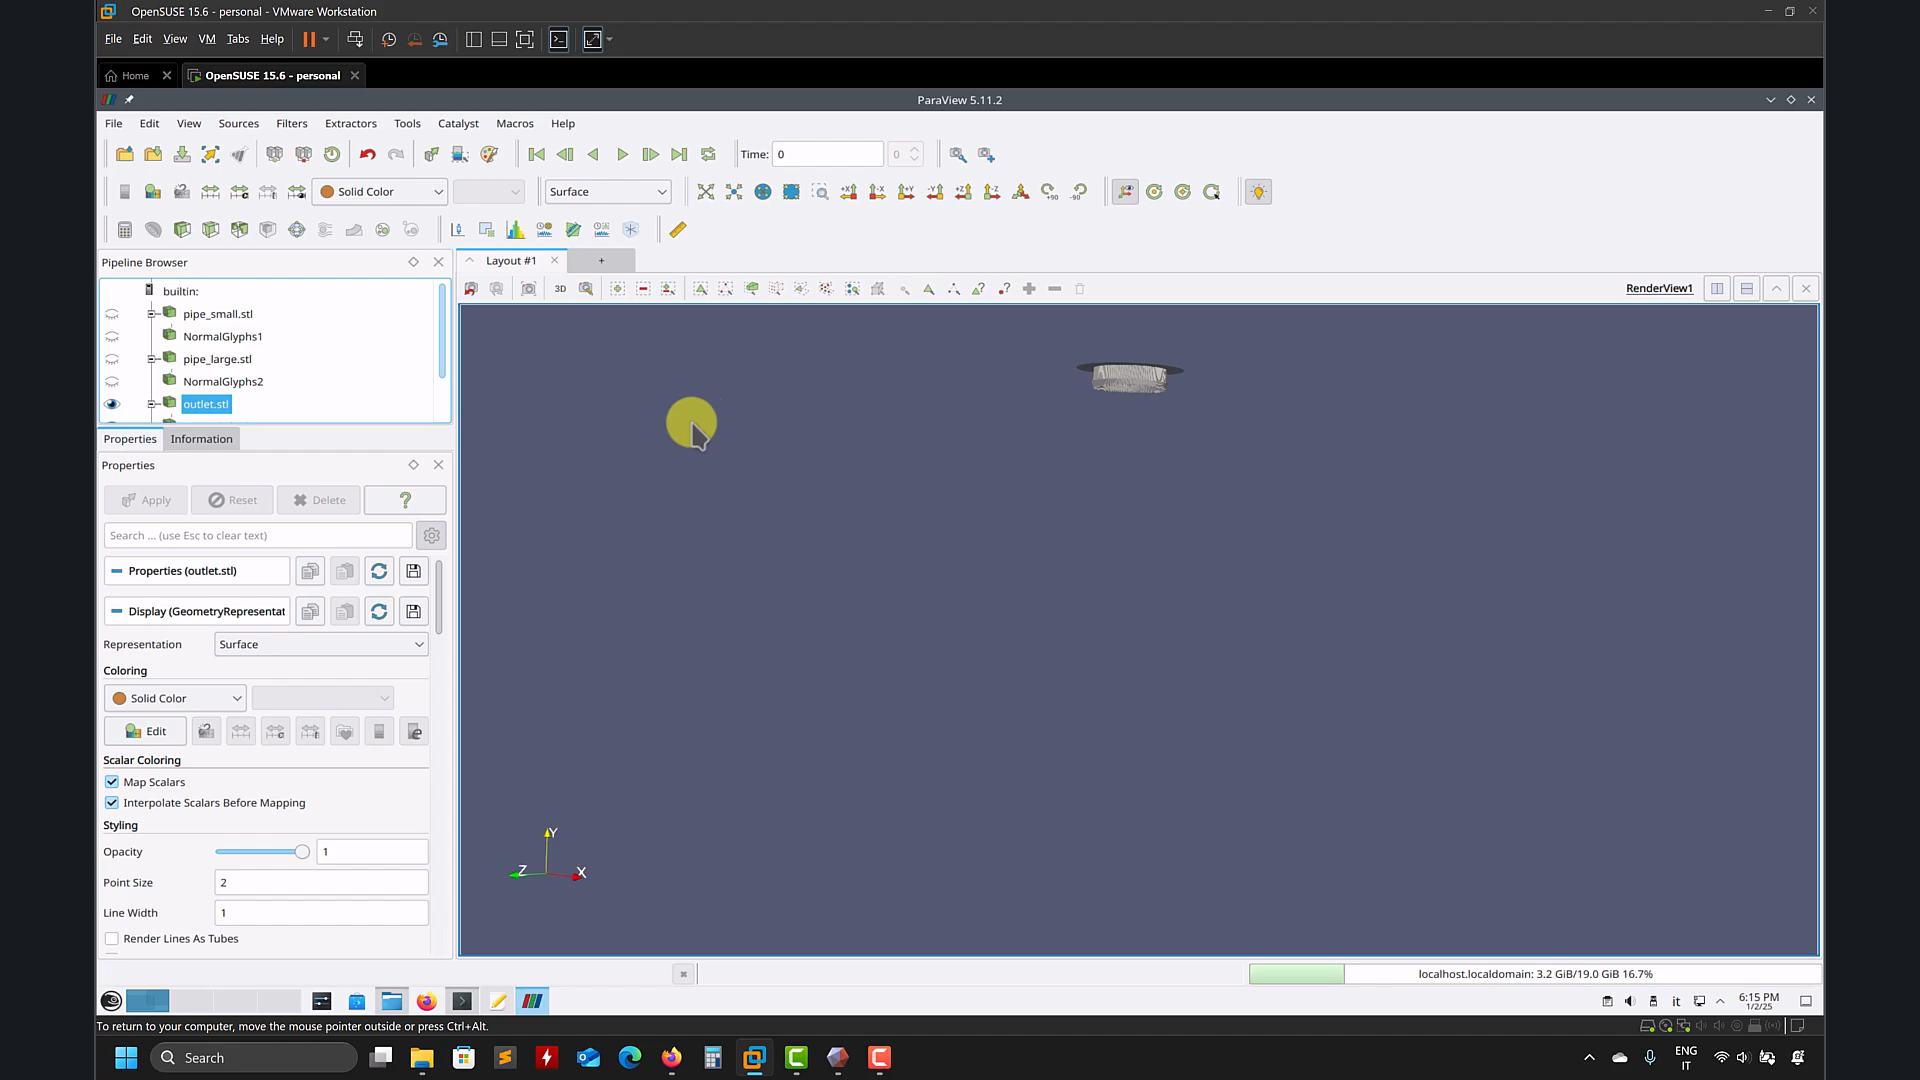 OpenSUSE 15.6 - personal - VMware Workstation
File Edit View VM Tabs Help
Home OpenSUSE 15.6 - personal
ParaView 5.11.2
File Edit View Sources Filters Extractors Tools Catalyst Macros Help
Time: 0 0
Solid Color Surface +X -X +Y -Y +Z -Z +90 -90
Pipeline Browser
Layout #1 +
3D RenderView1
builtin:
pipe_small.stl
NormalGlyphs1
pipe_large.stl
NormalGlyphs2
outlet.stl
Properties Information
Properties
Apply Reset Delete ?
Search ... (use Esc to clear text)
Properties (outlet.stl)
Display (GeometryRepresentat
Representation Surface
Coloring
Solid Color
Edit
Scalar Coloring
Map Scalars
Interpolate Scalars Before Mapping
Styling
Opacity 1
Point Size 2
Line Width 1
Render Lines As Tubes
Y
Z X
localhost.localdomain: 3.2 GiB/19.0 GiB 16.7%
it 6:15 PM
1/2/25
To return to your computer, move the mouse pointer outside or press Ctrl+Alt.
Search
ENG
IT